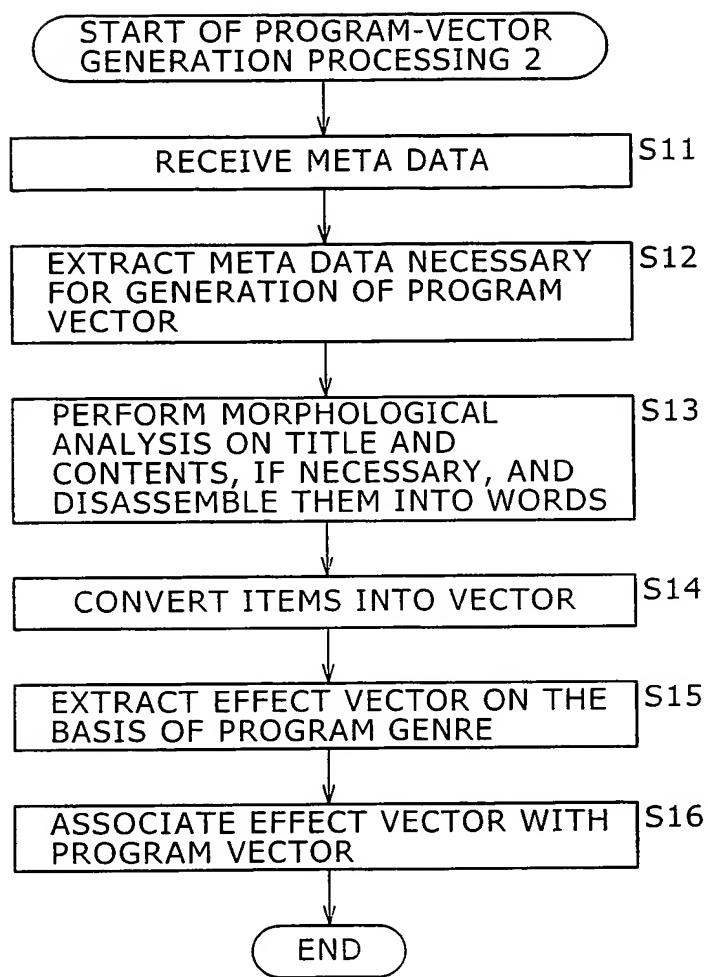 START OF PROGRAM-VECTOR
GENERATION PROCESSING 2
RECEIVE META DATA
S11
EXTRACT META DATA NECESSARY
FOR GENERATION OF PROGRAM
VECTOR
S12
PERFORM MORPHOLOGICAL
ANALYSIS ON TITLE AND
CONTENTS, IF NECESSARY, AND
DISASSEMBLE THEM INTO WORDS
S13
CONVERT ITEMS INTO VECTOR
S14
EXTRACT EFFECT VECTOR ON THE
BASIS OF PROGRAM GENRE
S15
ASSOCIATE EFFECT VECTOR WITH
PROGRAM VECTOR
S16
END